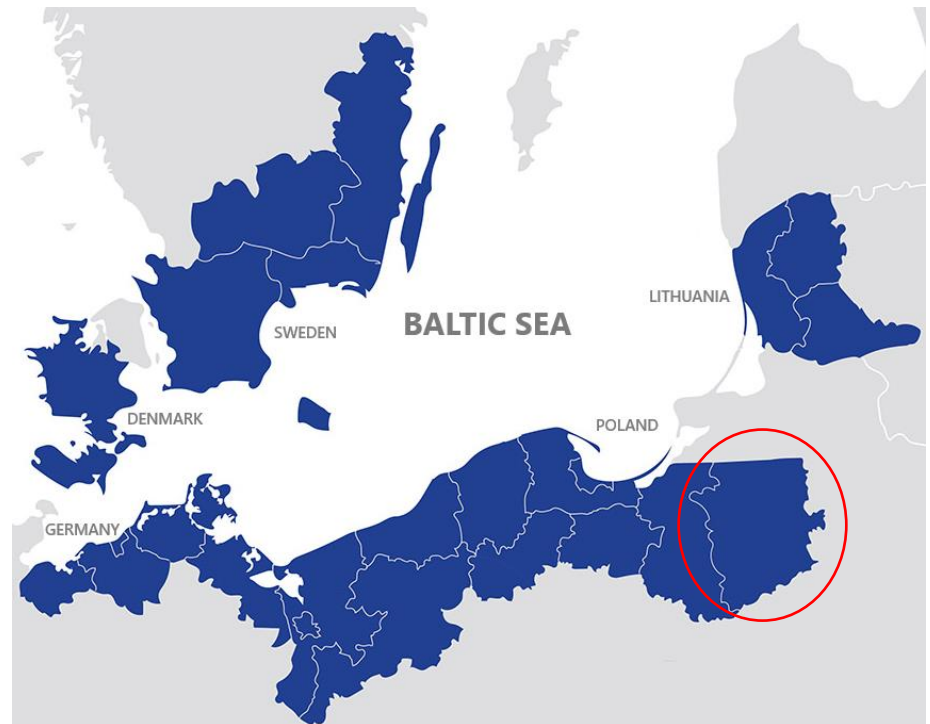 LITHUANIA
BALTIC SEA
SWEDEN
DENMARK
POLAND
GERMANY